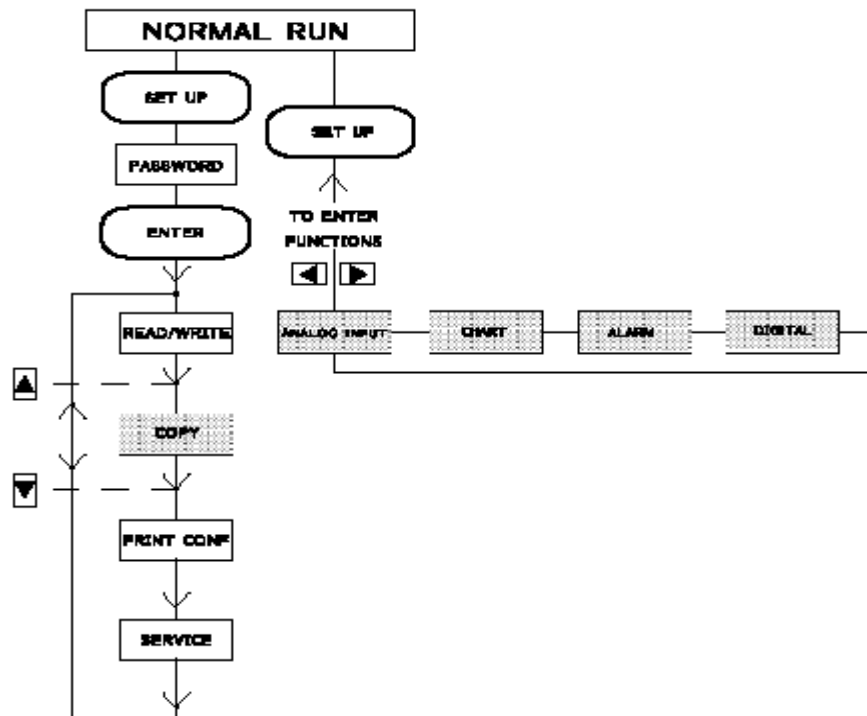 NORMAL RUN
SET UP
SET UP
PASSWORD
TO ENTER
FUNCTIONS
ENTER
READ/WRITE
ANALOG INPUT
CHART
ALARM
DIGITAL
COPY
PRINT CONF
SERVICE